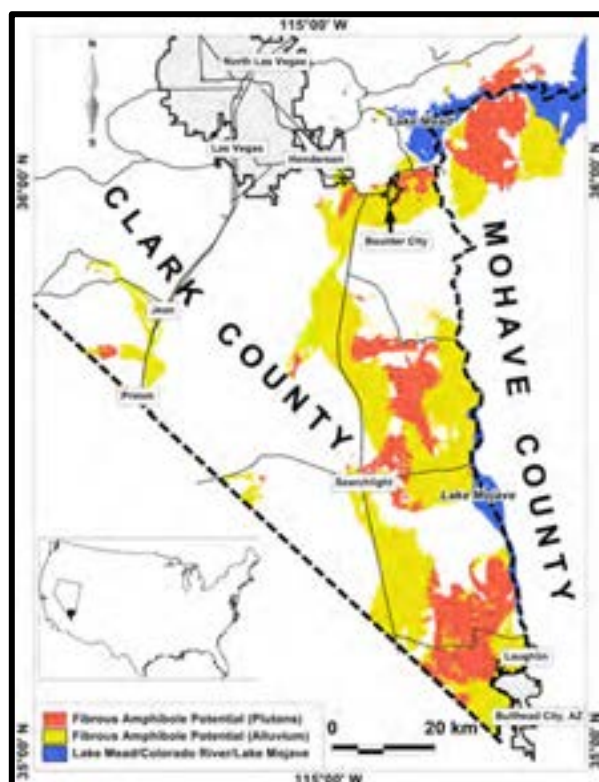 115°00' W
N
North Las Vegas
Lake Mead
Las Vegas
Henderson
36°00' N
36°00' N
Boulder City
CLARK COUNTY
MOHAVE COUNTY
Jean
Primm
Searchlight
Lake Mojave
Laughlin
Bullhead City, AZ
Fibrous Amphibole Potential (Plutons)
Fibrous Amphibole Potential (Alluvium)
Lake Mead/Colorado River/Lake Mojave
0 20 km
35°00' N
35°00' N
115°00' W